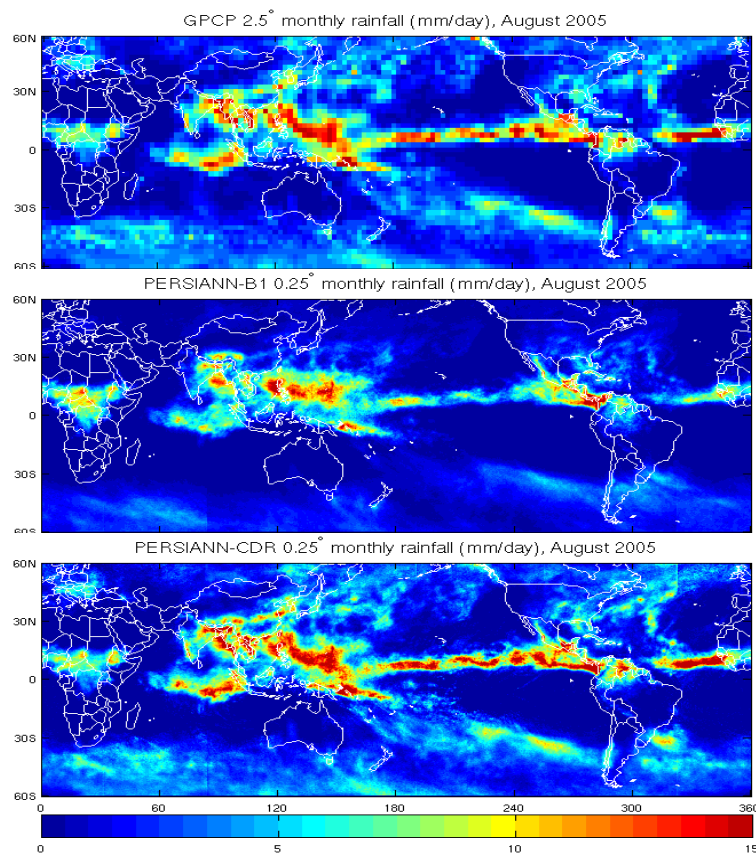 GPCP 2.5° monthly rainfall (mm/day), August 2005
60N
30N
0
30S
60S
PERSIANN-B1 0.25° monthly rainfall (mm/day), August 2005
60N
30N
0
30S
60S
PERSIANN-CDR 0.25° monthly rainfall (mm/day), August 2005
60N
30N
0
30S
60S
0 60 120 180 240 300 360
0 5 10 15